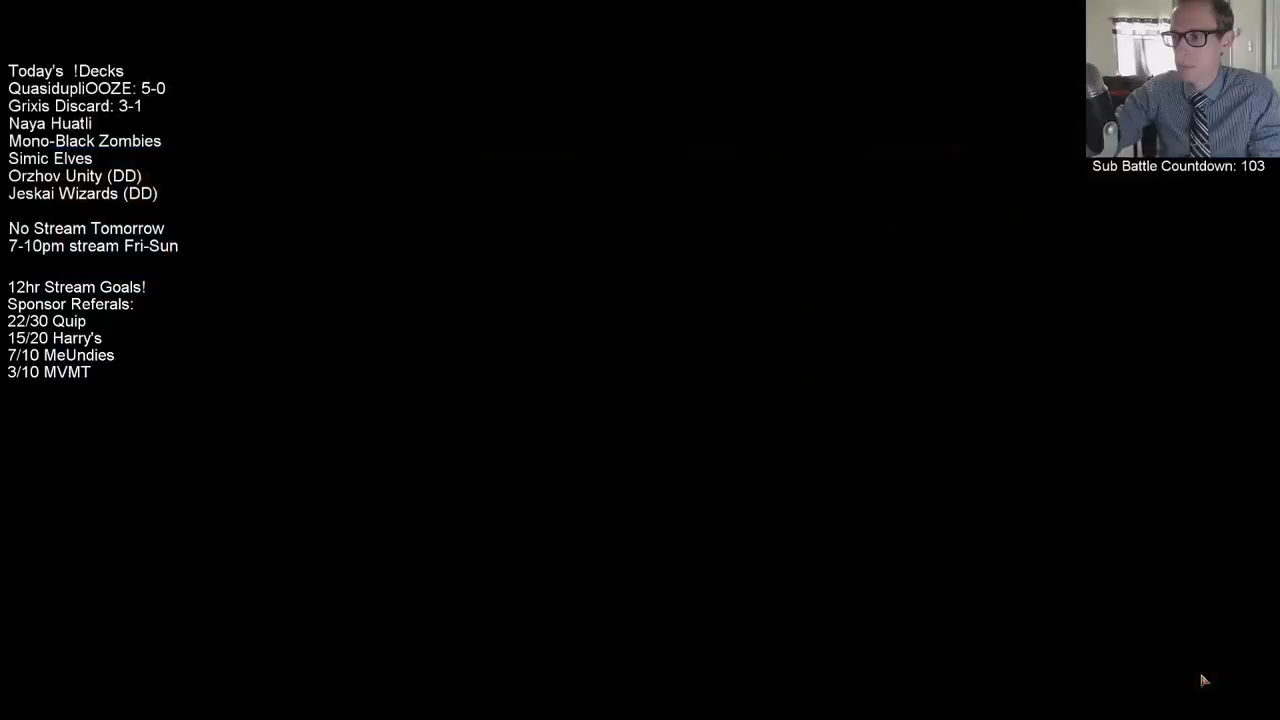 Today's !Decks
QuasidupliOOZE: 5-0
Grixis Discard: 3-1
Naya Huatli
Mono-Black Zombies
Simic Elves
Orzhov Unity (DD)
Jeskai Wizards (DD)
No Stream Tomorrow
7-10pm stream Fri-Sun
12hr Stream Goals!
Sponsor Referals:
22/30 Quip
15/20 Harry's
7/10 MeUndies
3/10 MVMT
Sub Battle Countdown: 103